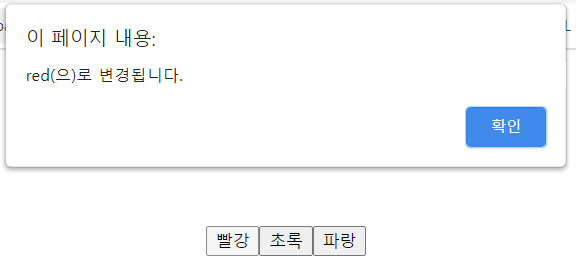 이 페이지 내용:
red(으)로 변경됩니다.
확인
빨강 초록 파랑